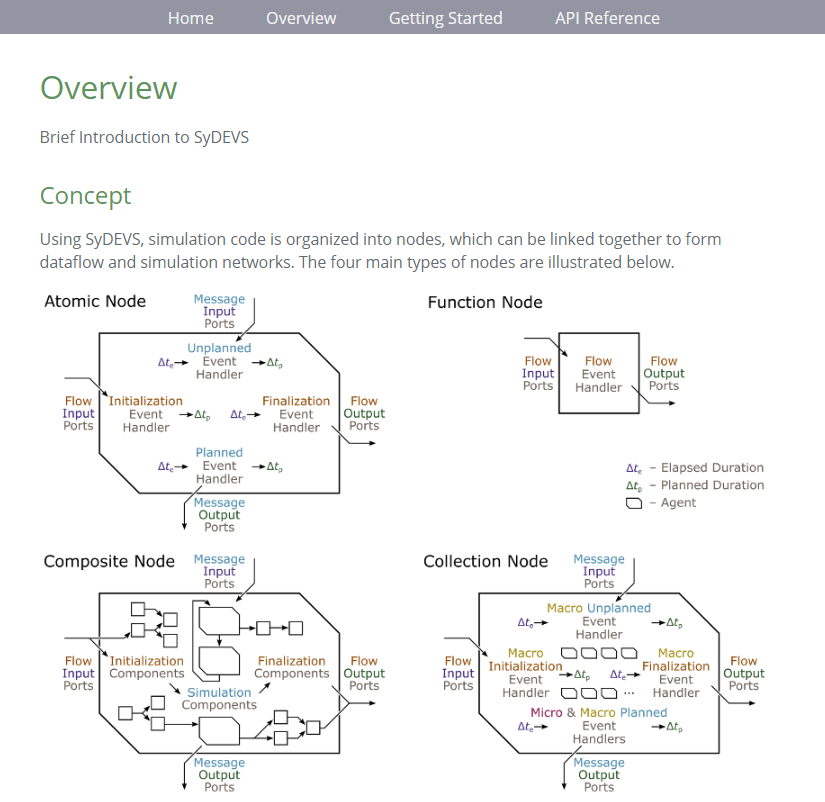 Home Overview Getting Started API Reference
Overview
Brief Introduction to SyDEVS
Concept
Using SyDEVS, simulation code is organized into nodes, which can be linked together to form
dataflow and simulation networks. The four main types of nodes are illustrated below.
Atomic Node
Message
Input
Ports
Unplanned
Δtₑ Event Δtₚ
Handler
Flow
Input
Ports
Initialization
Event Δtₚ
Handler
Finalization
Δtₑ Event
Handler
Flow
Output
Ports
Planned
Δtₑ Event Δtₚ
Handler
Message
Output
Ports
Function Node
Flow
Input
Ports
Flow
Event
Handler
Flow
Output
Ports
Δtₑ – Elapsed Duration
Δtₚ – Planned Duration
– Agent
Composite Node
Message
Input
Ports
Flow
Input
Ports
Initialization
Components
Simulation
Components
Finalization
Components
Flow
Output
Ports
Message
Output
Ports
Collection Node
Message
Input
Ports
Macro Unplanned
Δtₑ Event Δtₚ
Handler
Flow
Input
Ports
Macro
Initialization
Event Δtₚ
Handler
...
Macro
Finalization
Δtₑ Event
Handler
Flow
Output
Ports
Micro & Macro Planned
Δtₑ Event Δtₚ
Handlers
Message
Output
Ports